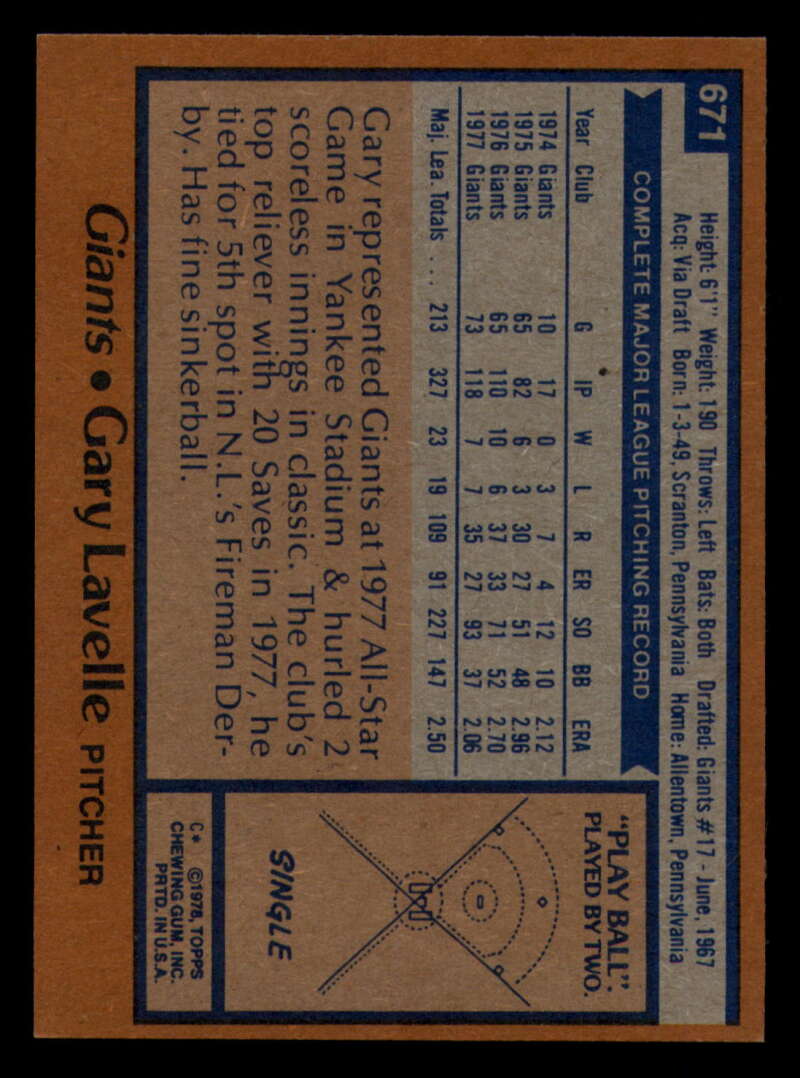 671
Height: 6'1" Weight: 190 Throws: Left Bats: Both Drafted: Giants #17 - June, 1967
Acq: Via Draft Born: 1-3-49, Scranton, Pennsylvania Home: Allentown, Pennsylvania
COMPLETE MAJOR LEAGUE PITCHING RECORD
Year Club G IP W L R ER SO BB ERA
1974 Giants 10 17 0 3 7 4 12 10 2.12
1975 Giants 65 82 6 3 30 27 51 48 2.96
1976 Giants 65 110 10 6 37 33 71 52 2.70
1977 Giants 73 118 7 7 35 27 93 37 2.06
Maj. Lea. Totals ... 213 327 23 19 109 91 227 147 2.50
Gary represented Giants at 1977 All-Star
Game in Yankee Stadium & hurled 2
scoreless innings in classic. The club's
top reliever with 20 Saves in 1977, he
tied for 5th spot in N.L.'s Fireman Der-
by. Has fine sinkerball.
"PLAY BALL".
PLAYED BY TWO.
SINGLE
C* ©1978, TOPPS
CHEWING GUM, INC.
PRTD. IN U.S.A.
Giants • Gary Lavelle PITCHER